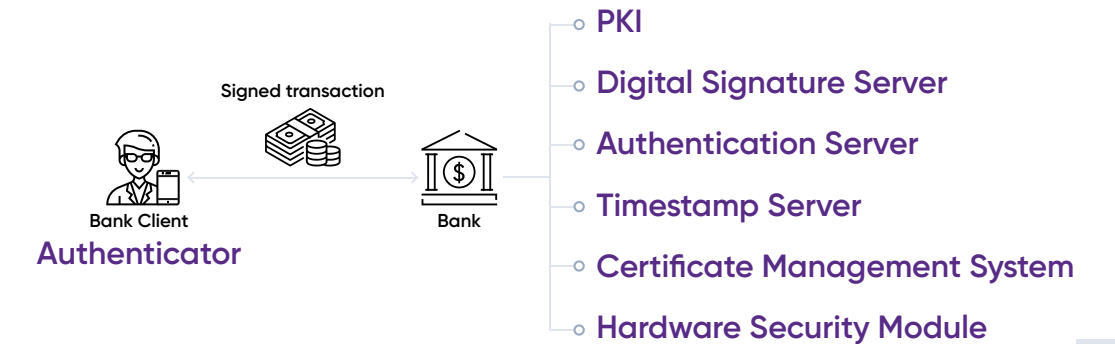 Signed transaction
Bank Client
Authenticator
$
Bank
PKI
Digital Signature Server
Authentication Server
Timestamp Server
Certificate Management System
Hardware Security Module